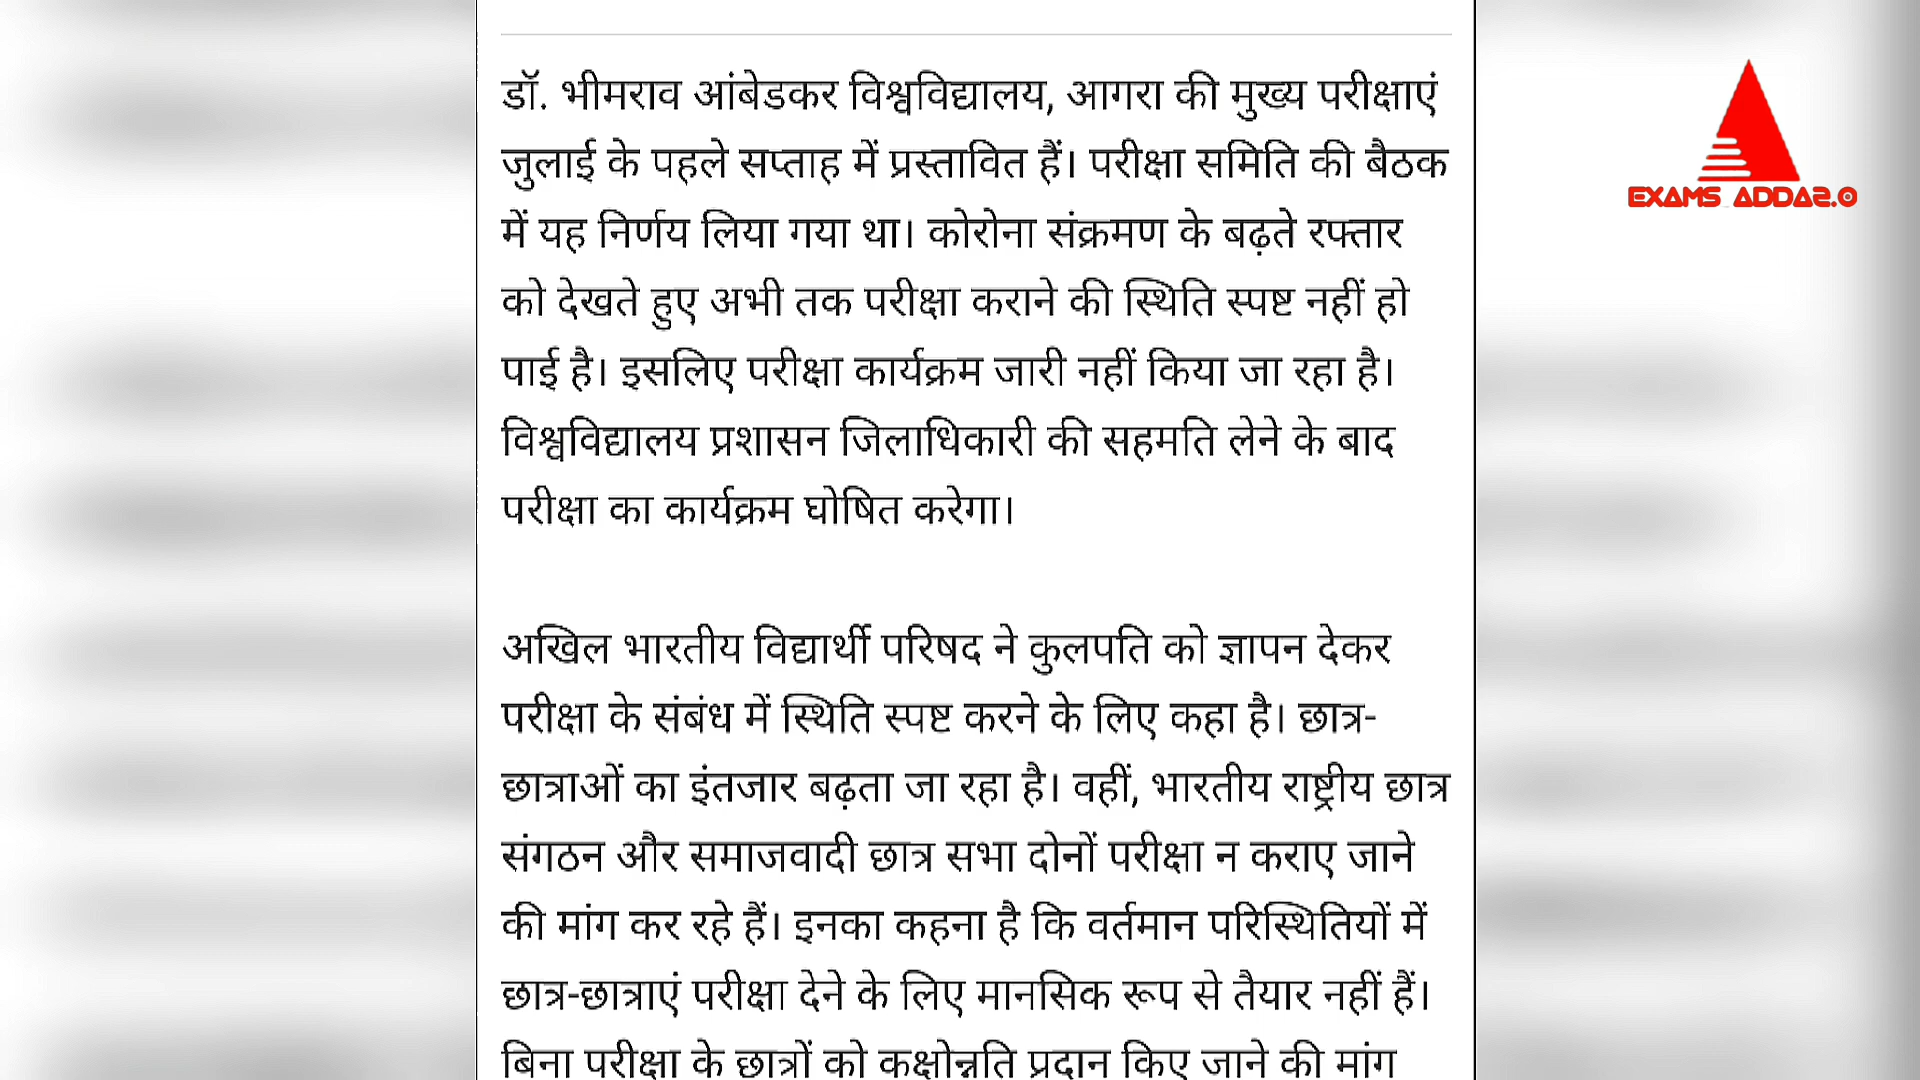 डॉ. भीमराव आंबेडकर विश्वविद्यालय, आगरा की मुख्य परीक्षाएं
जुलाई के पहले सप्ताह में प्रस्तावित हैं। परीक्षा समिति की बैठक
में यह निर्णय लिया गया था। कोरोना संक्रमण के बढ़ते रफ्तार
को देखते हुए अभी तक परीक्षा कराने की स्थिति स्पष्ट नहीं हो
पाई है। इसलिए परीक्षा कार्यक्रम जारी नहीं किया जा रहा है।
विश्वविद्यालय प्रशासन जिलाधिकारी की सहमति लेने के बाद
परीक्षा का कार्यक्रम घोषित करेगा।
अखिल भारतीय विद्यार्थी परिषद ने कुलपति को ज्ञापन देकर
परीक्षा के संबंध में स्थिति स्पष्ट करने के लिए कहा है। छात्र-
छात्राओं का इंतजार बढ़ता जा रहा है। वहीं, भारतीय राष्ट्रीय छात्र
संगठन और समाजवादी छात्र सभा दोनों परीक्षा न कराए जाने
की मांग कर रहे हैं। इनका कहना है कि वर्तमान परिस्थितियों में
छात्र-छात्राएं परीक्षा देने के लिए मानसिक रूप से तैयार नहीं हैं।
बिना परीक्षा के छात्रों को कक्षोन्नति प्रदान किए जाने की मांग
EXAMS ADDA2.0